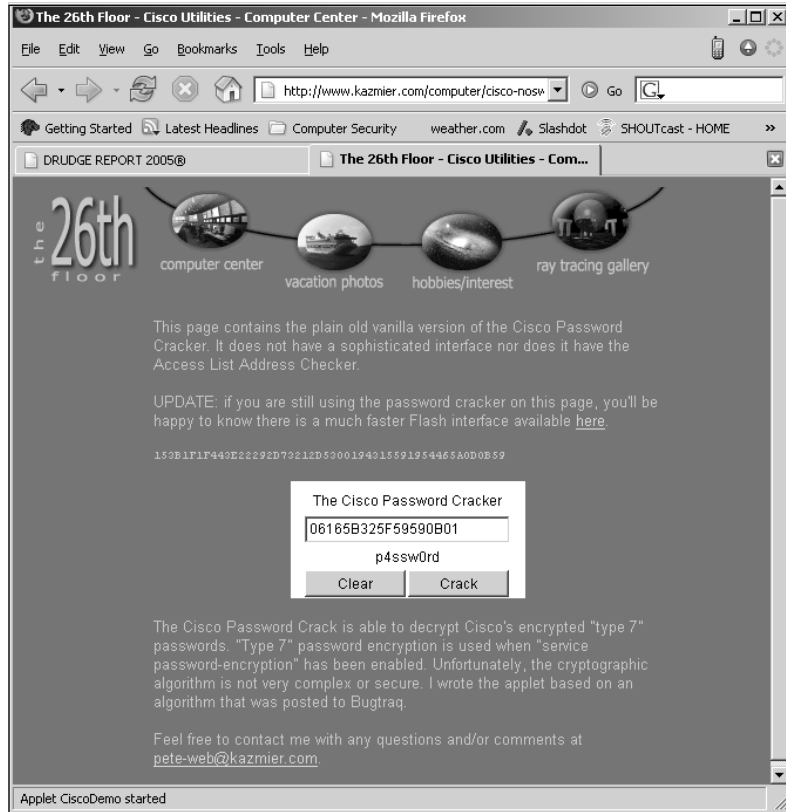 The 26th Floor - Cisco Utilities - Computer Center - Mozilla Firefox
File Edit View Go Bookmarks Tools Help
http://www.kazmier.com/computer/cisco-nosw Go G
Getting Started Latest Headlines Computer Security weather.com Slashdot SHOUTcast - HOME »
DRUDGE REPORT 2005® The 26th Floor - Cisco Utilities - Com...
the 26th floor
computer center
vacation photos
hobbies/interest
ray tracing gallery
This page contains the plain old vanilla version of the Cisco Password
Cracker. It does not have a sophisticated interface nor does it have the
Access List Address Checker.
UPDATE: if you are still using the password cracker on this page, you'll be
happy to know there is a much faster Flash interface available here.
153B1F1F443E22292D73212D5300194315591954465A0D0B59
The Cisco Password Cracker
06165B325F59590B01
p4ssw0rd
Clear Crack
The Cisco Password Crack is able to decrypt Cisco's encrypted "type 7"
passwords. "Type 7" password encryption is used when "service
password-encryption" has been enabled. Unfortunately, the cryptographic
algorithm is not very complex or secure. I wrote the applet based on an
algorithm that was posted to Bugtraq.
Feel free to contact me with any questions and/or comments at
pete-web@kazmier.com.
Applet CiscoDemo started